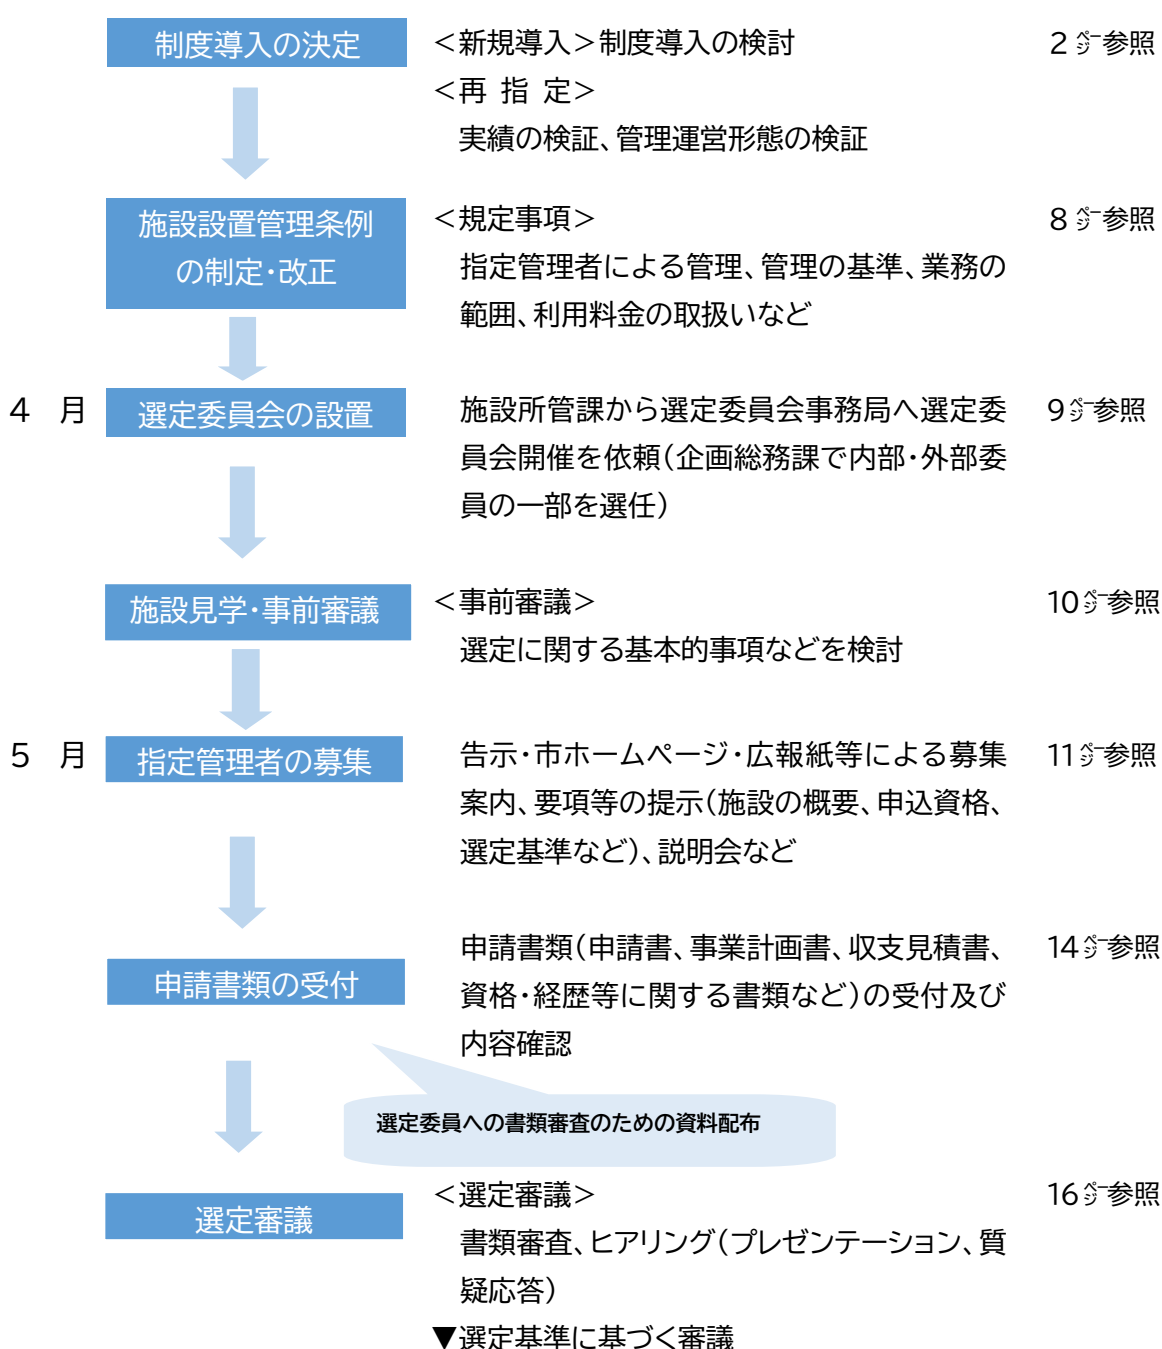 制度導入の決定
＜新規導入＞制度導入の検討　2㌻参照
＜再 指 定＞
実績の検証、管理運営形態の検証
施設設置管理条例
の制定・改正
＜規定事項＞　8㌻参照
指定管理者による管理、管理の基準、業務の
範囲、利用料金の取扱いなど
4　月
選定委員会の設置
施設所管課から選定委員会事務局へ選定委　9㌻参照
員会開催を依頼（企画総務課で内部・外部委
員の一部を選任）
施設見学・事前審議
＜事前審議＞　10㌻参照
選定に関する基本的事項などを検討
5　月
指定管理者の募集
告示・市ホームページ・広報紙等による募集　11㌻参照
案内、要項等の提示（施設の概要、申込資格、
選定基準など）、説明会など
申請書類の受付
申請書類（申請書、事業計画書、収支見積書、　14㌻参照
資格・経歴等に関する書類など）の受付及び
内容確認
選定委員への書類審査のための資料配布
選定審議
＜選定審議＞　16㌻参照
書類審査、ヒアリング（プレゼンテーション、質
疑応答）
▼選定基準に基づく審議